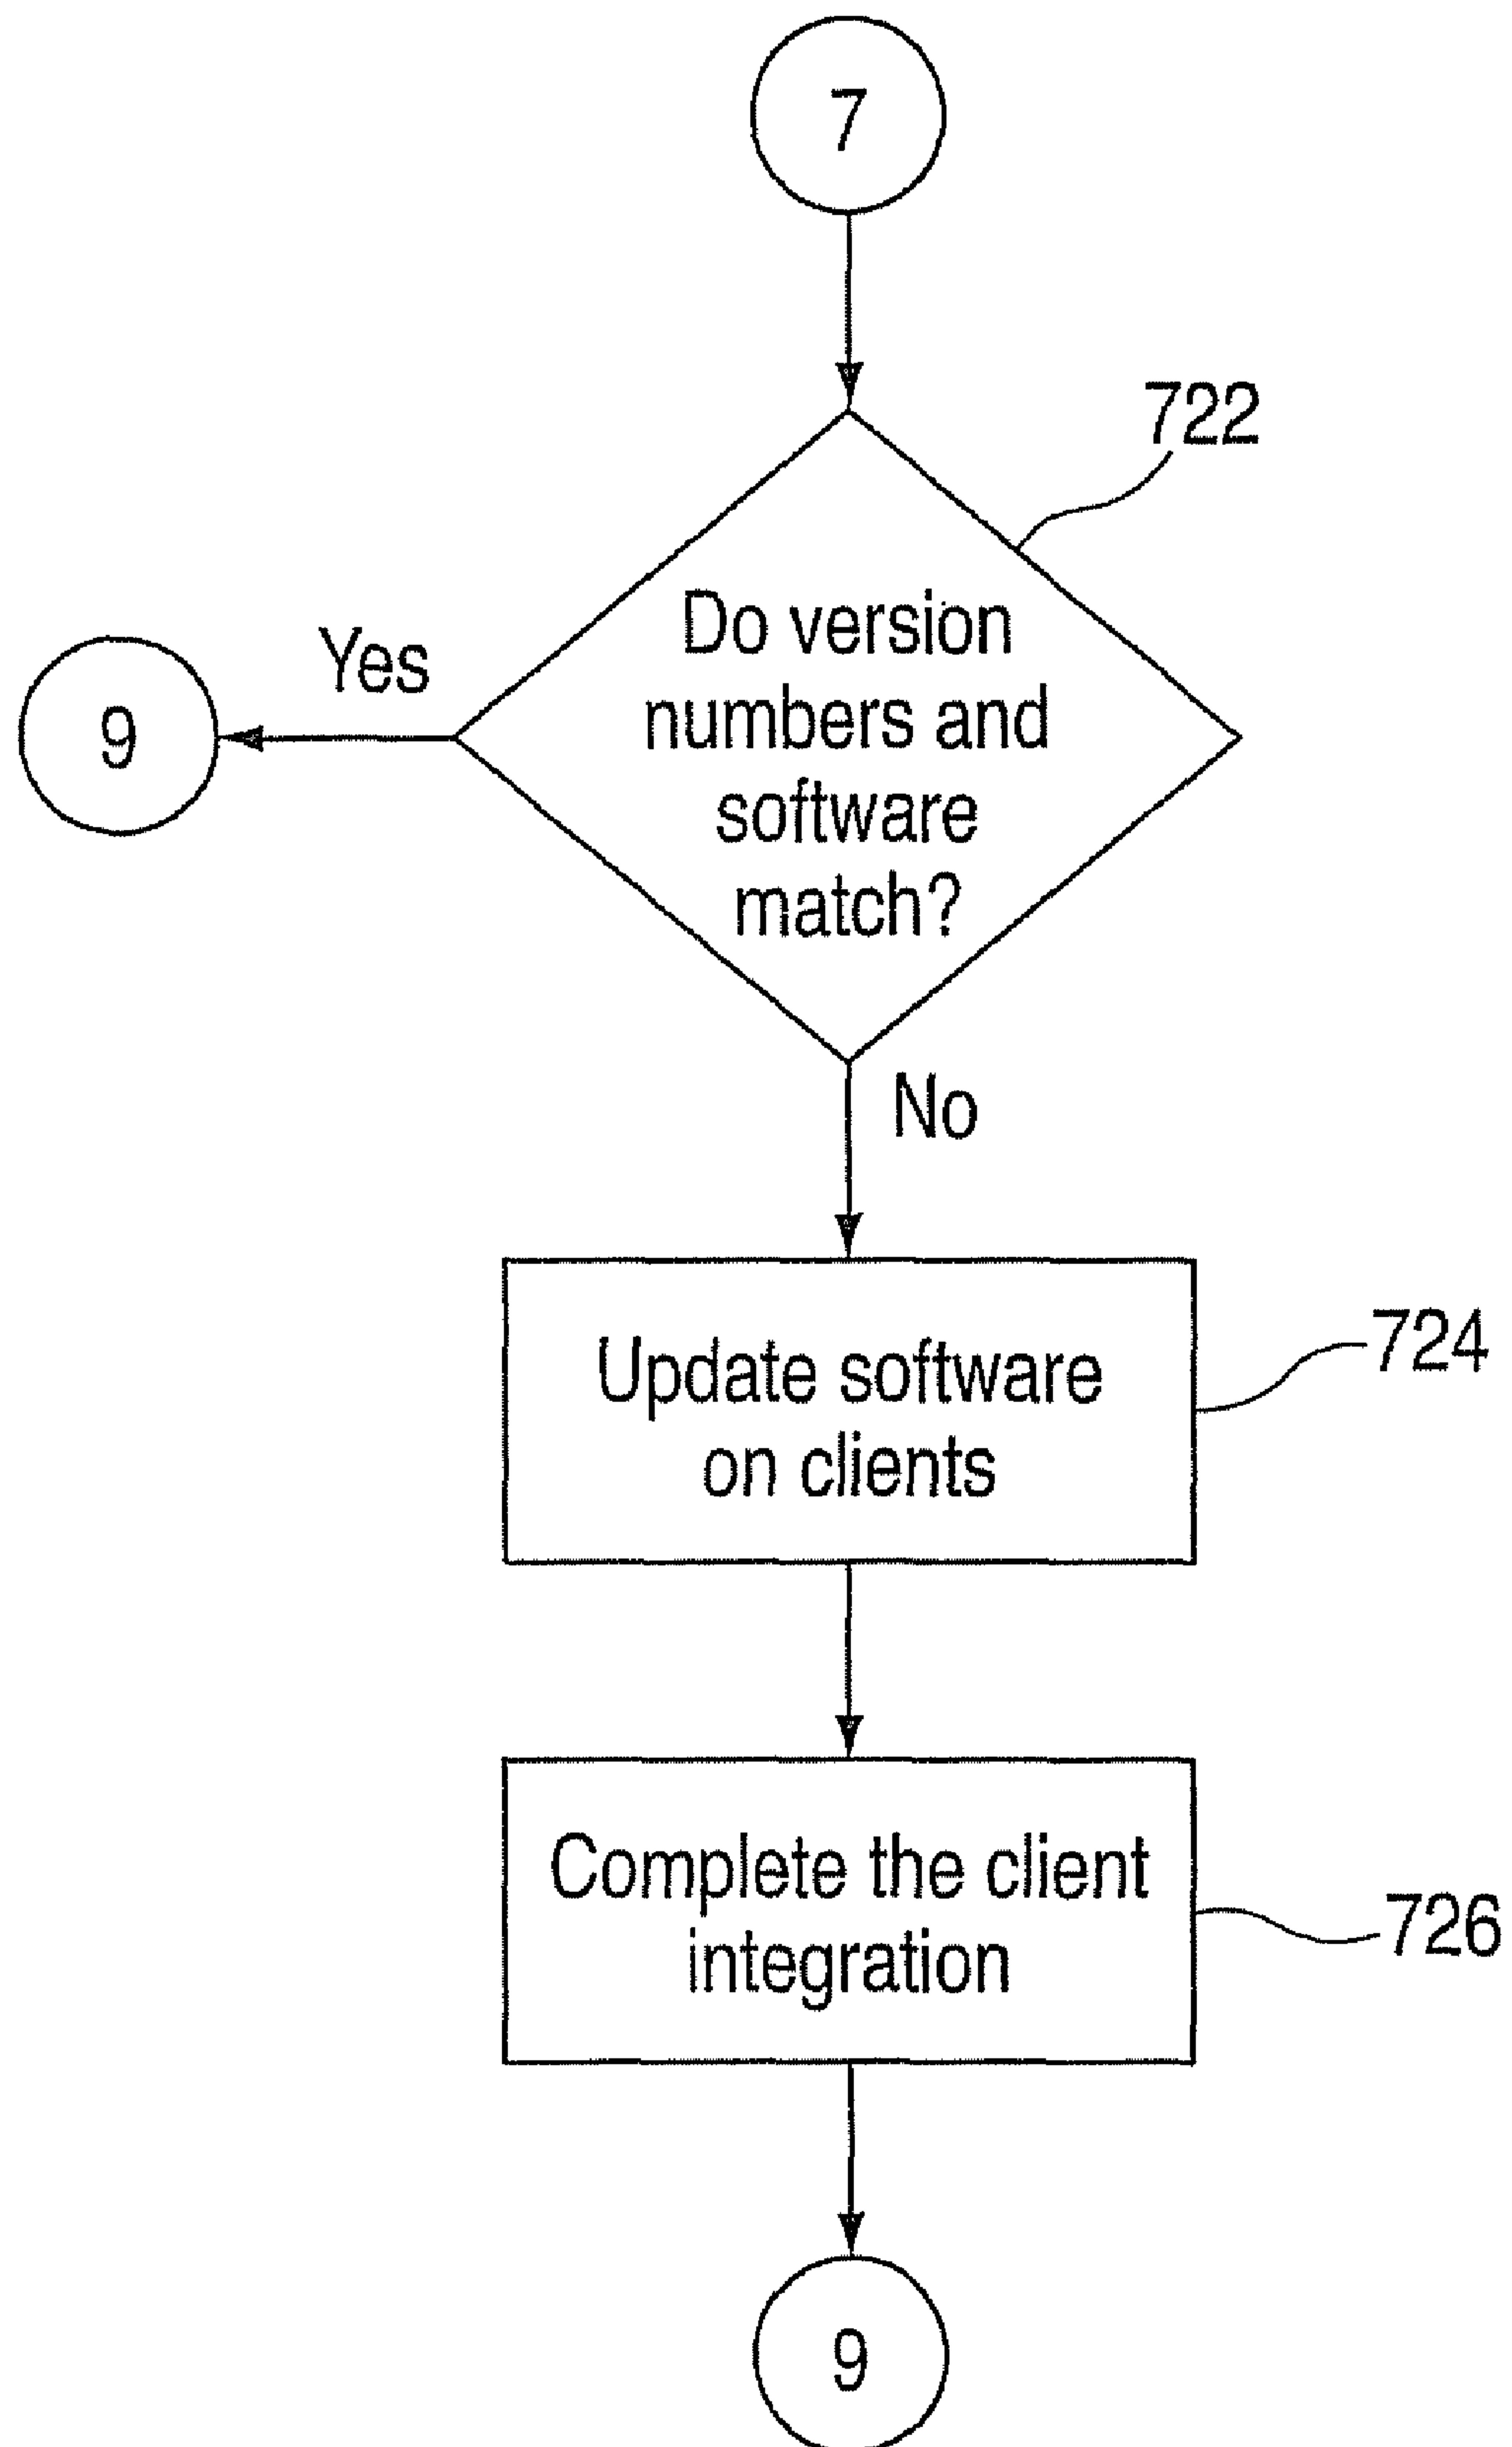 7
722
Do version
numbers and
software
match?
Yes
9
No
Update software
on clients
724
Complete the client
integration
726
9